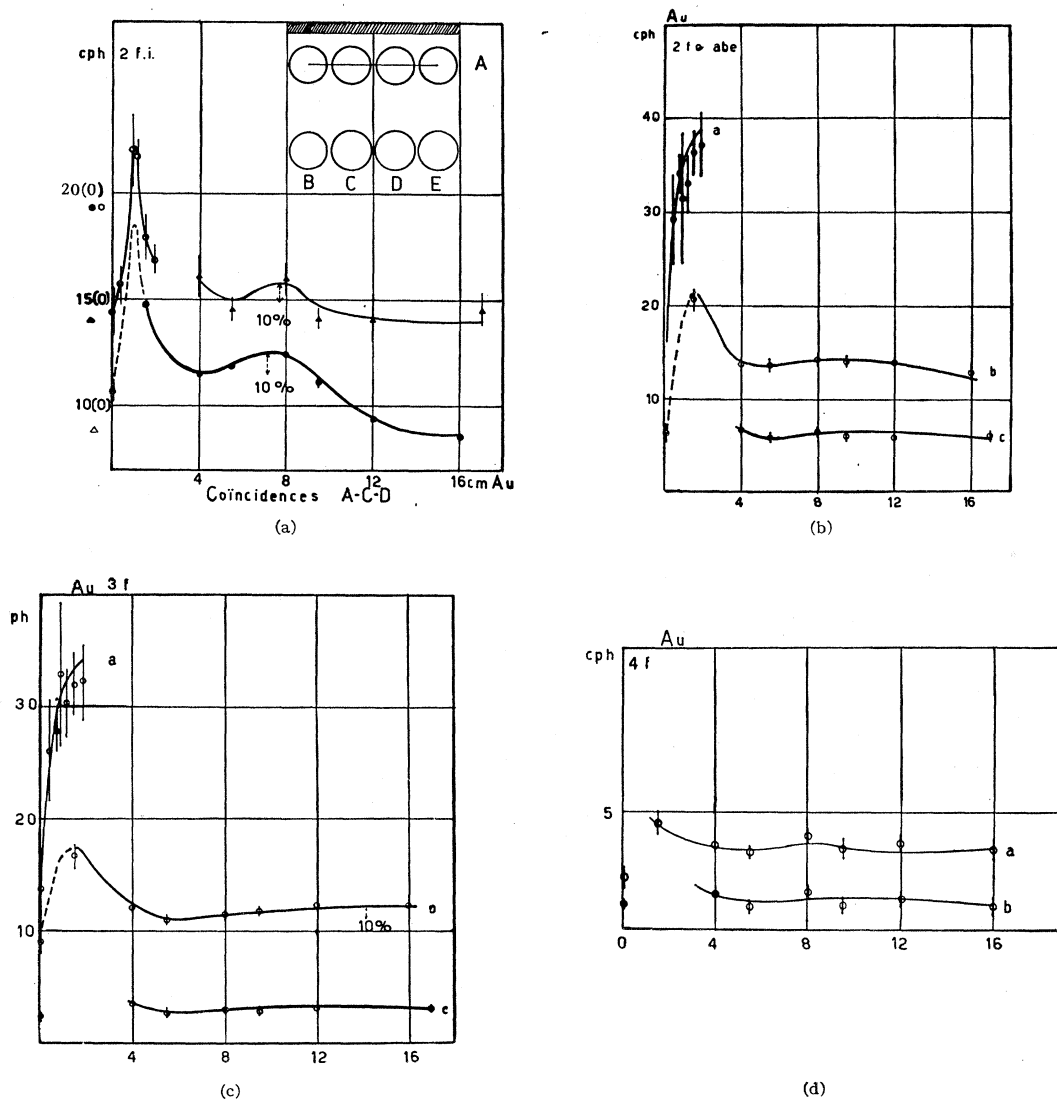 cph 2 f.i.
A
B C D E
20(0)
15(0)
10(0)
10%
10%
4 8 12 16cm Au
Coïncidences A-C-D
(a)
Au
cph
2 f abe
a
40
30
20
10
b
c
4 8 12 16
(b)
Au 3 f
ph
a
30
20
10
10%
4 8 12 16
(c)
Au
cph
4 f
5
a
b
0 4 8 12 16
(d)